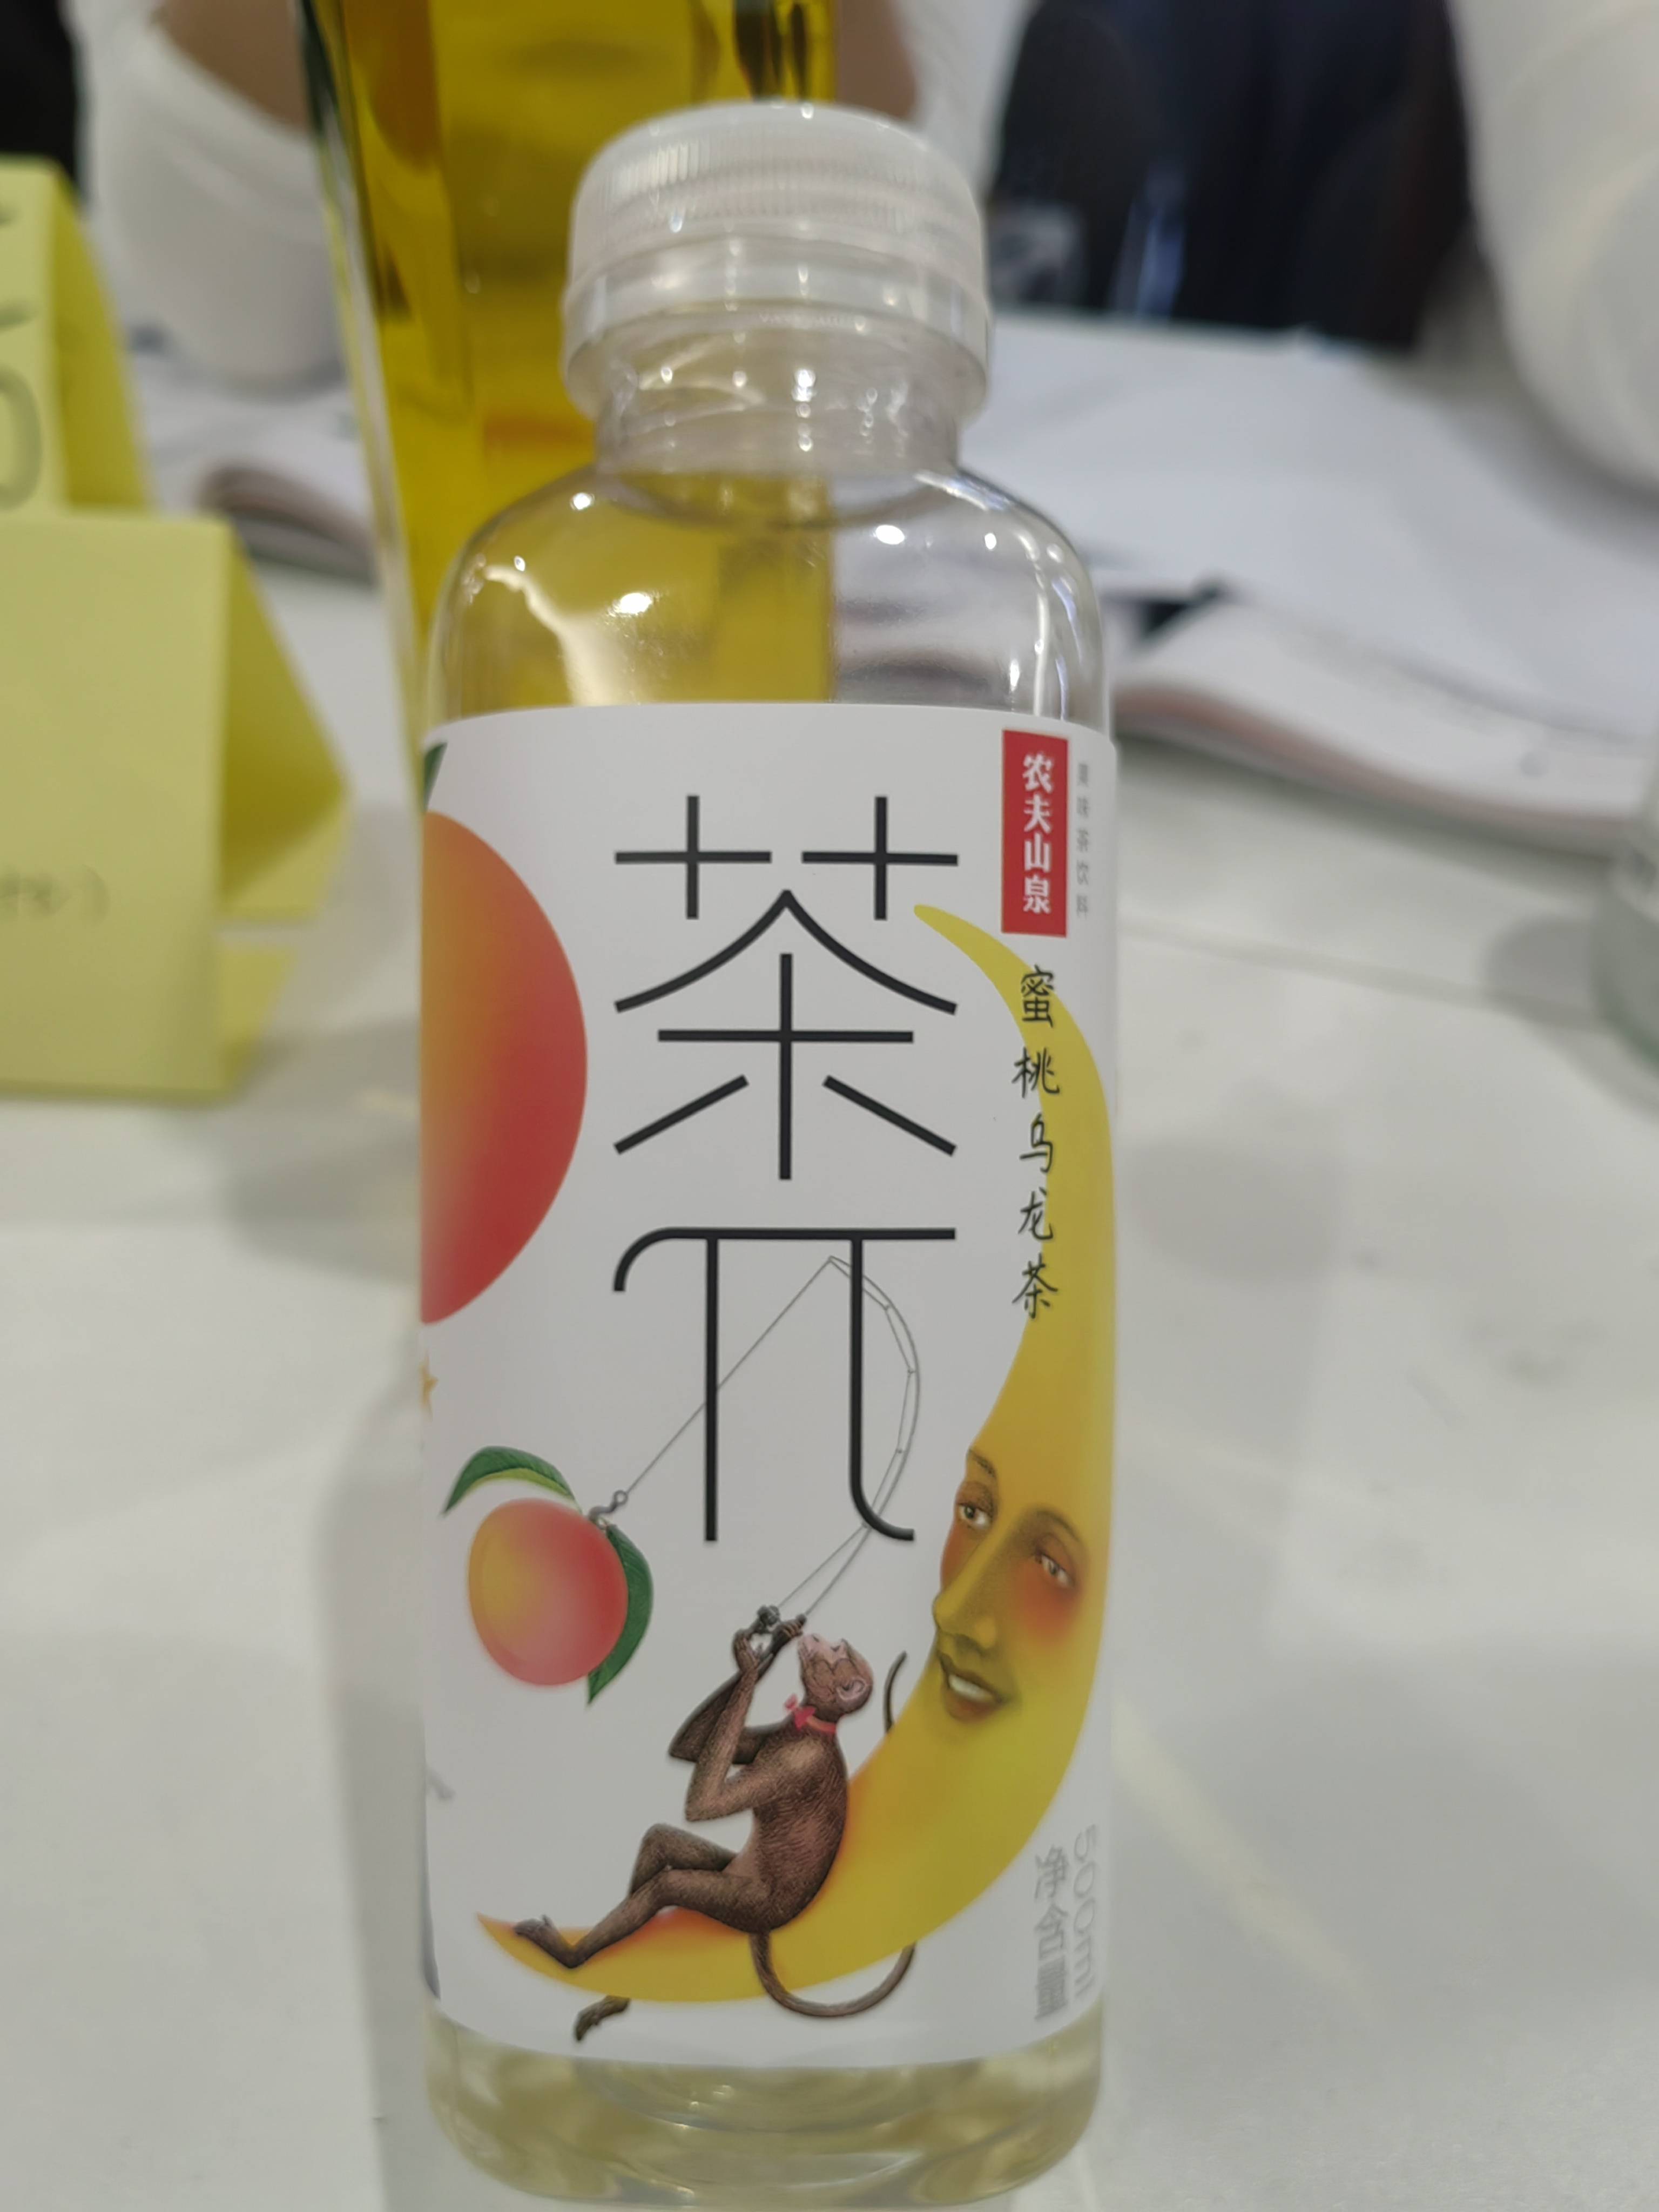 茶π
农夫山泉
果味茶饮料
蜜桃乌龙茶
净含量
500ml